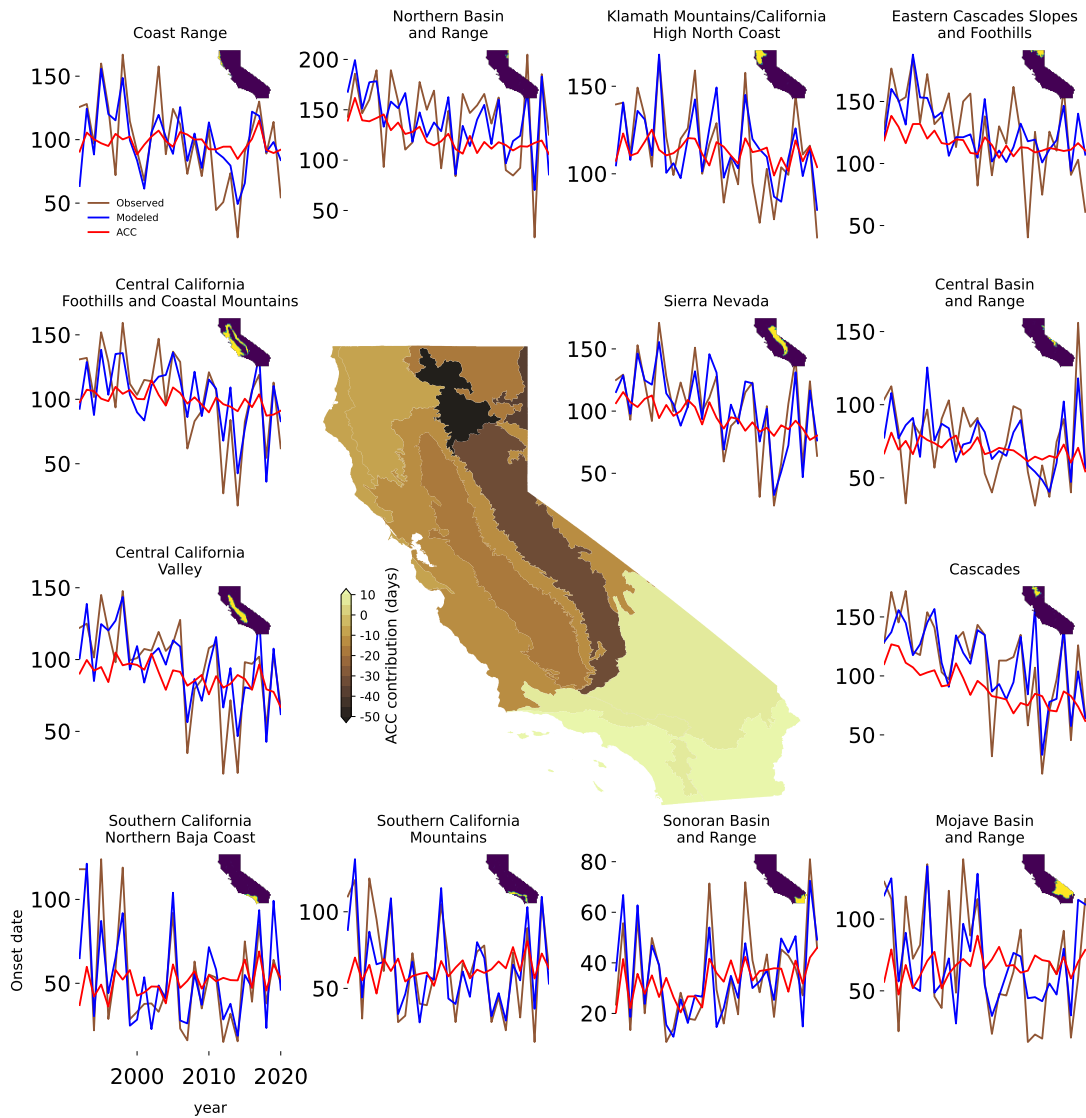 Coast Range
Northern Basin
and Range
Klamath Mountains/California
High North Coast
Eastern Cascades Slopes
and Foothills
150
100
50
Observed
Modeled
ACC
200
150
100
50
150
100
150
100
50
Central California
Foothills and Coastal Mountains
Sierra Nevada
Central Basin
and Range
150
100
50
150
100
50
150
100
50
Central California
Valley
Cascades
150
100
50
10
0
-10
-20
-30
-40
-50
ACC contribution (days)
150
100
50
Southern California
Northern Baja Coast
Southern California
Mountains
Sonoran Basin
and Range
Mojave Basin
and Range
Onset date
100
50
100
50
80
60
40
20
100
50
2000
2010
2020
year